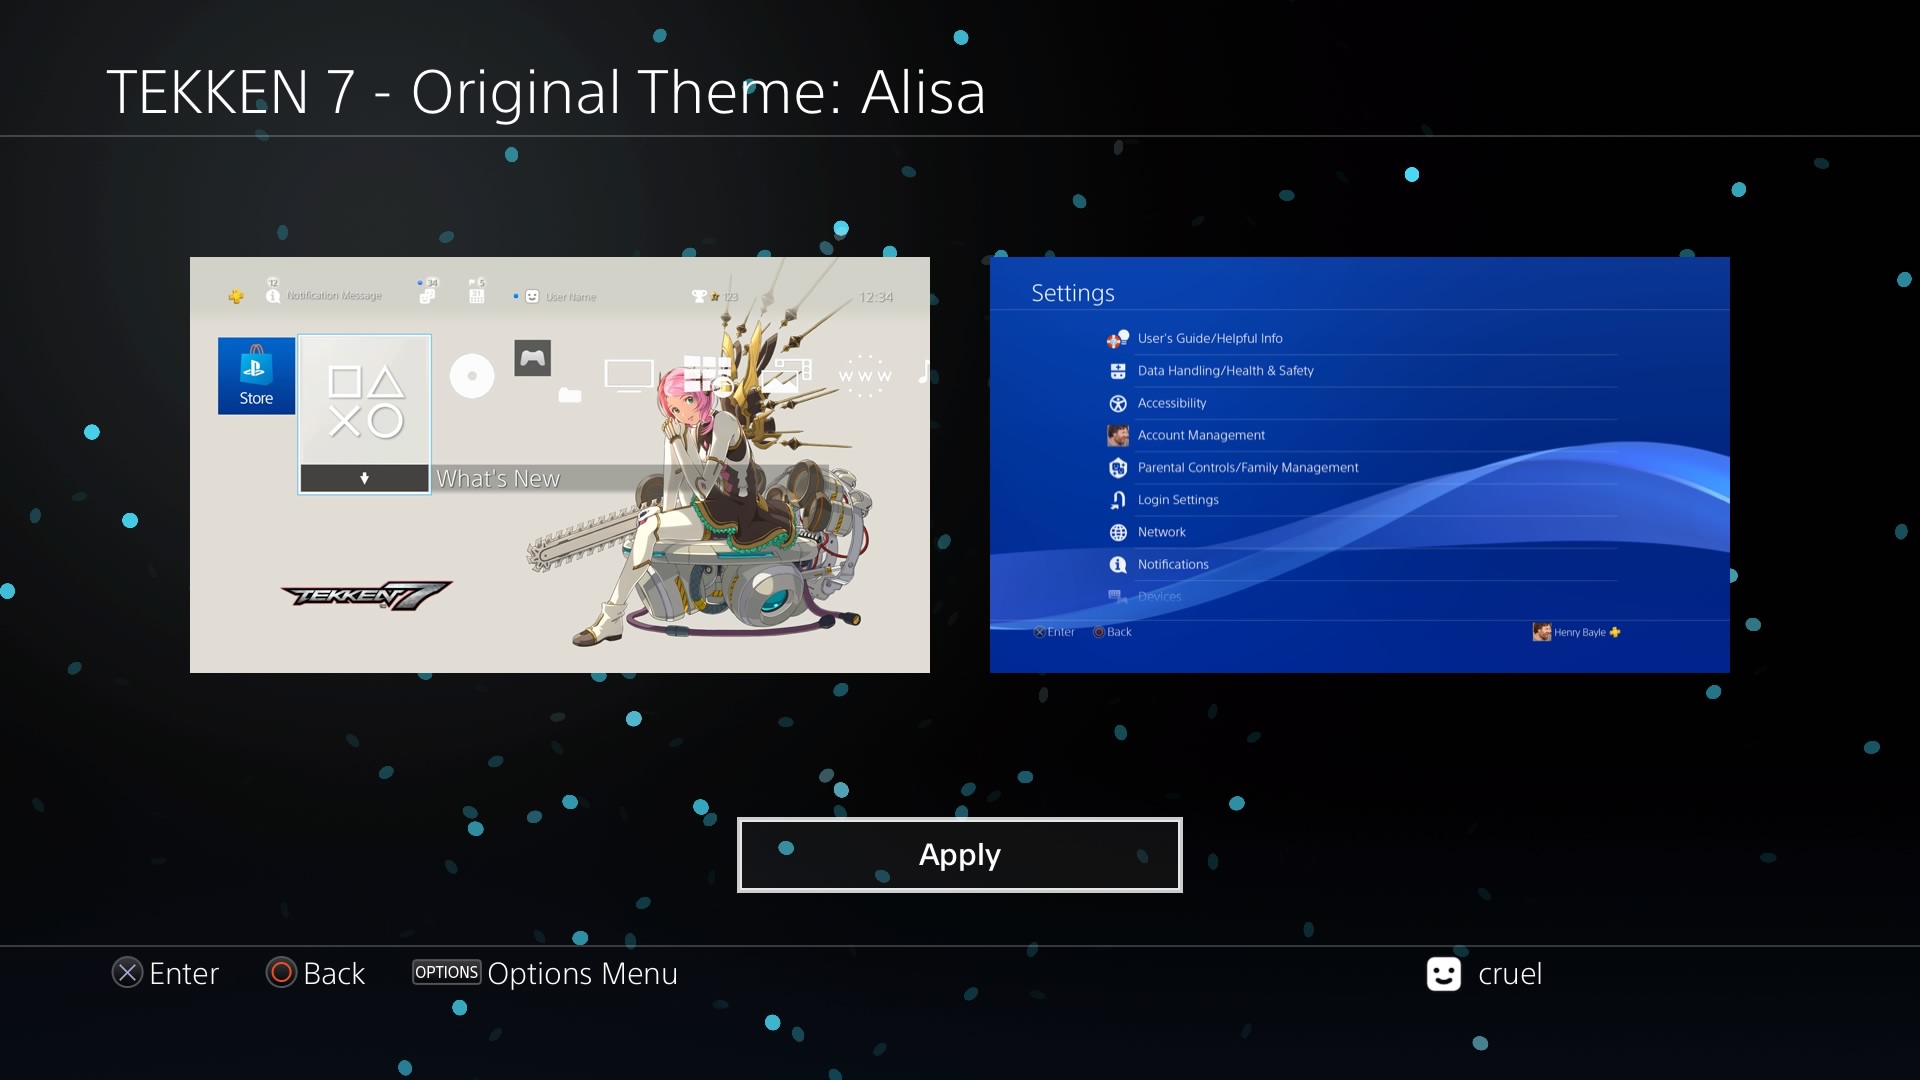 TEKKEN 7 - Original Theme: Alisa
12
Notification Message
34
31
5
User Name
123
12:34
Store
WWW
What's New
TEKKEN 7
Settings
User's Guide/Helpful Info
Data Handling/Health & Safety
Accessibility
Account Management
Parental Controls/Family Management
Login Settings
Network
Notifications
Devices
Enter
Back
Henry Bayle
Apply
Enter
Back
OPTIONS Options Menu
cruel